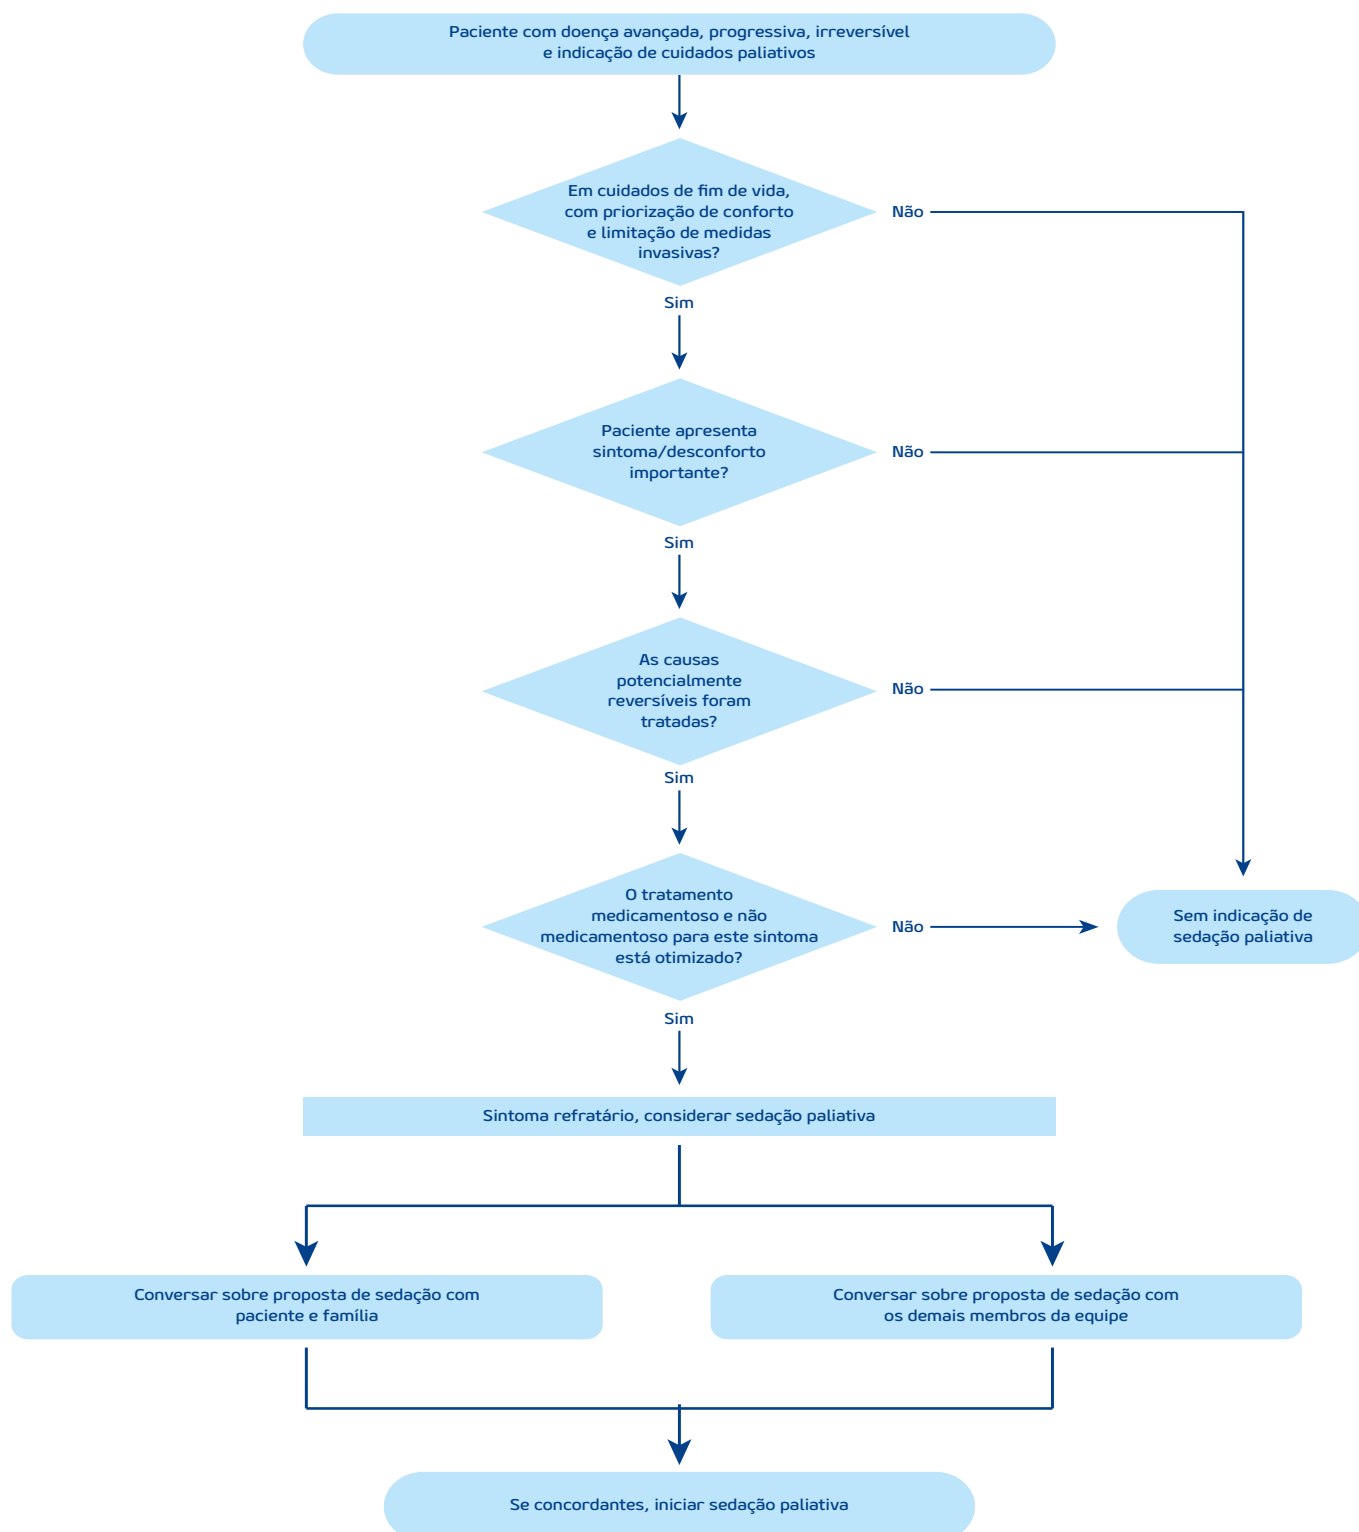 Paciente com doença avançada, progressiva, irreversível
e indicação de cuidados paliativos
Em cuidados de fim de vida,
com priorização de conforto
e limitação de medidas
invasivas?
Não
Sim
Paciente apresenta
sintoma/desconforto
importante?
Não
Sim
As causas
potencialmente
reversíveis foram
tratadas?
Não
Sim
O tratamento
medicamentoso e não
medicamentoso para este sintoma
está otimizado?
Não
Sem indicação de
sedação paliativa
Sim
Sintoma refratário, considerar sedação paliativa
Conversar sobre proposta de sedação com
paciente e família
Conversar sobre proposta de sedação com
os demais membros da equipe
Se concordantes, iniciar sedação paliativa